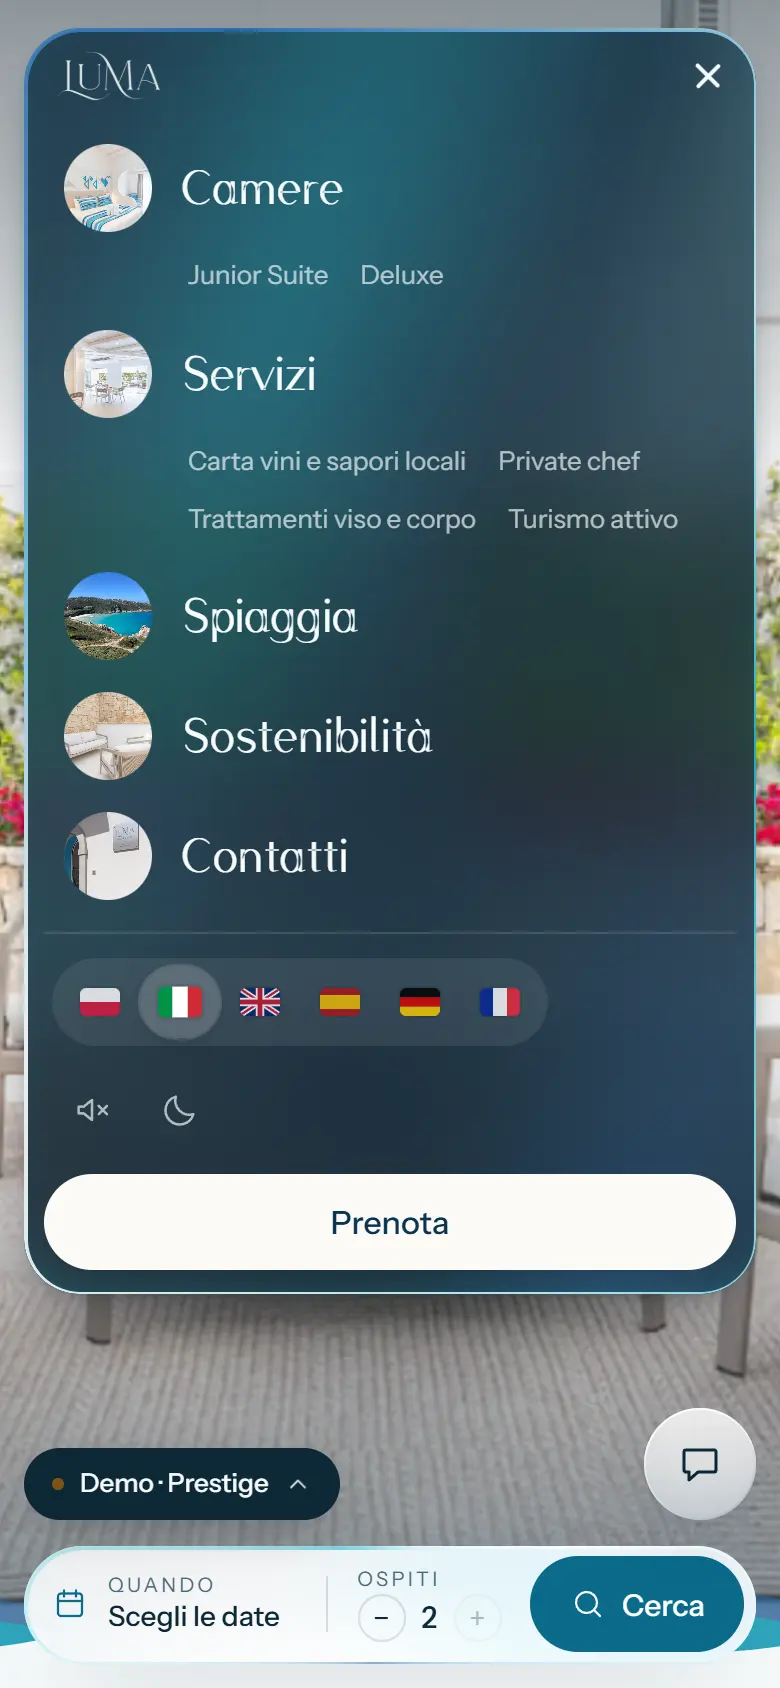 LUMA
Camere
Junior Suite Deluxe
Servizi
Carta vini e sapori locali Private chef
Trattamenti viso e corpo Turismo attivo
Spiaggia
Sostenibilità
Contatti
Prenota
Demo · Prestige
QUANDO
Scegli le date
OSPITI
− 2 +
Cerca